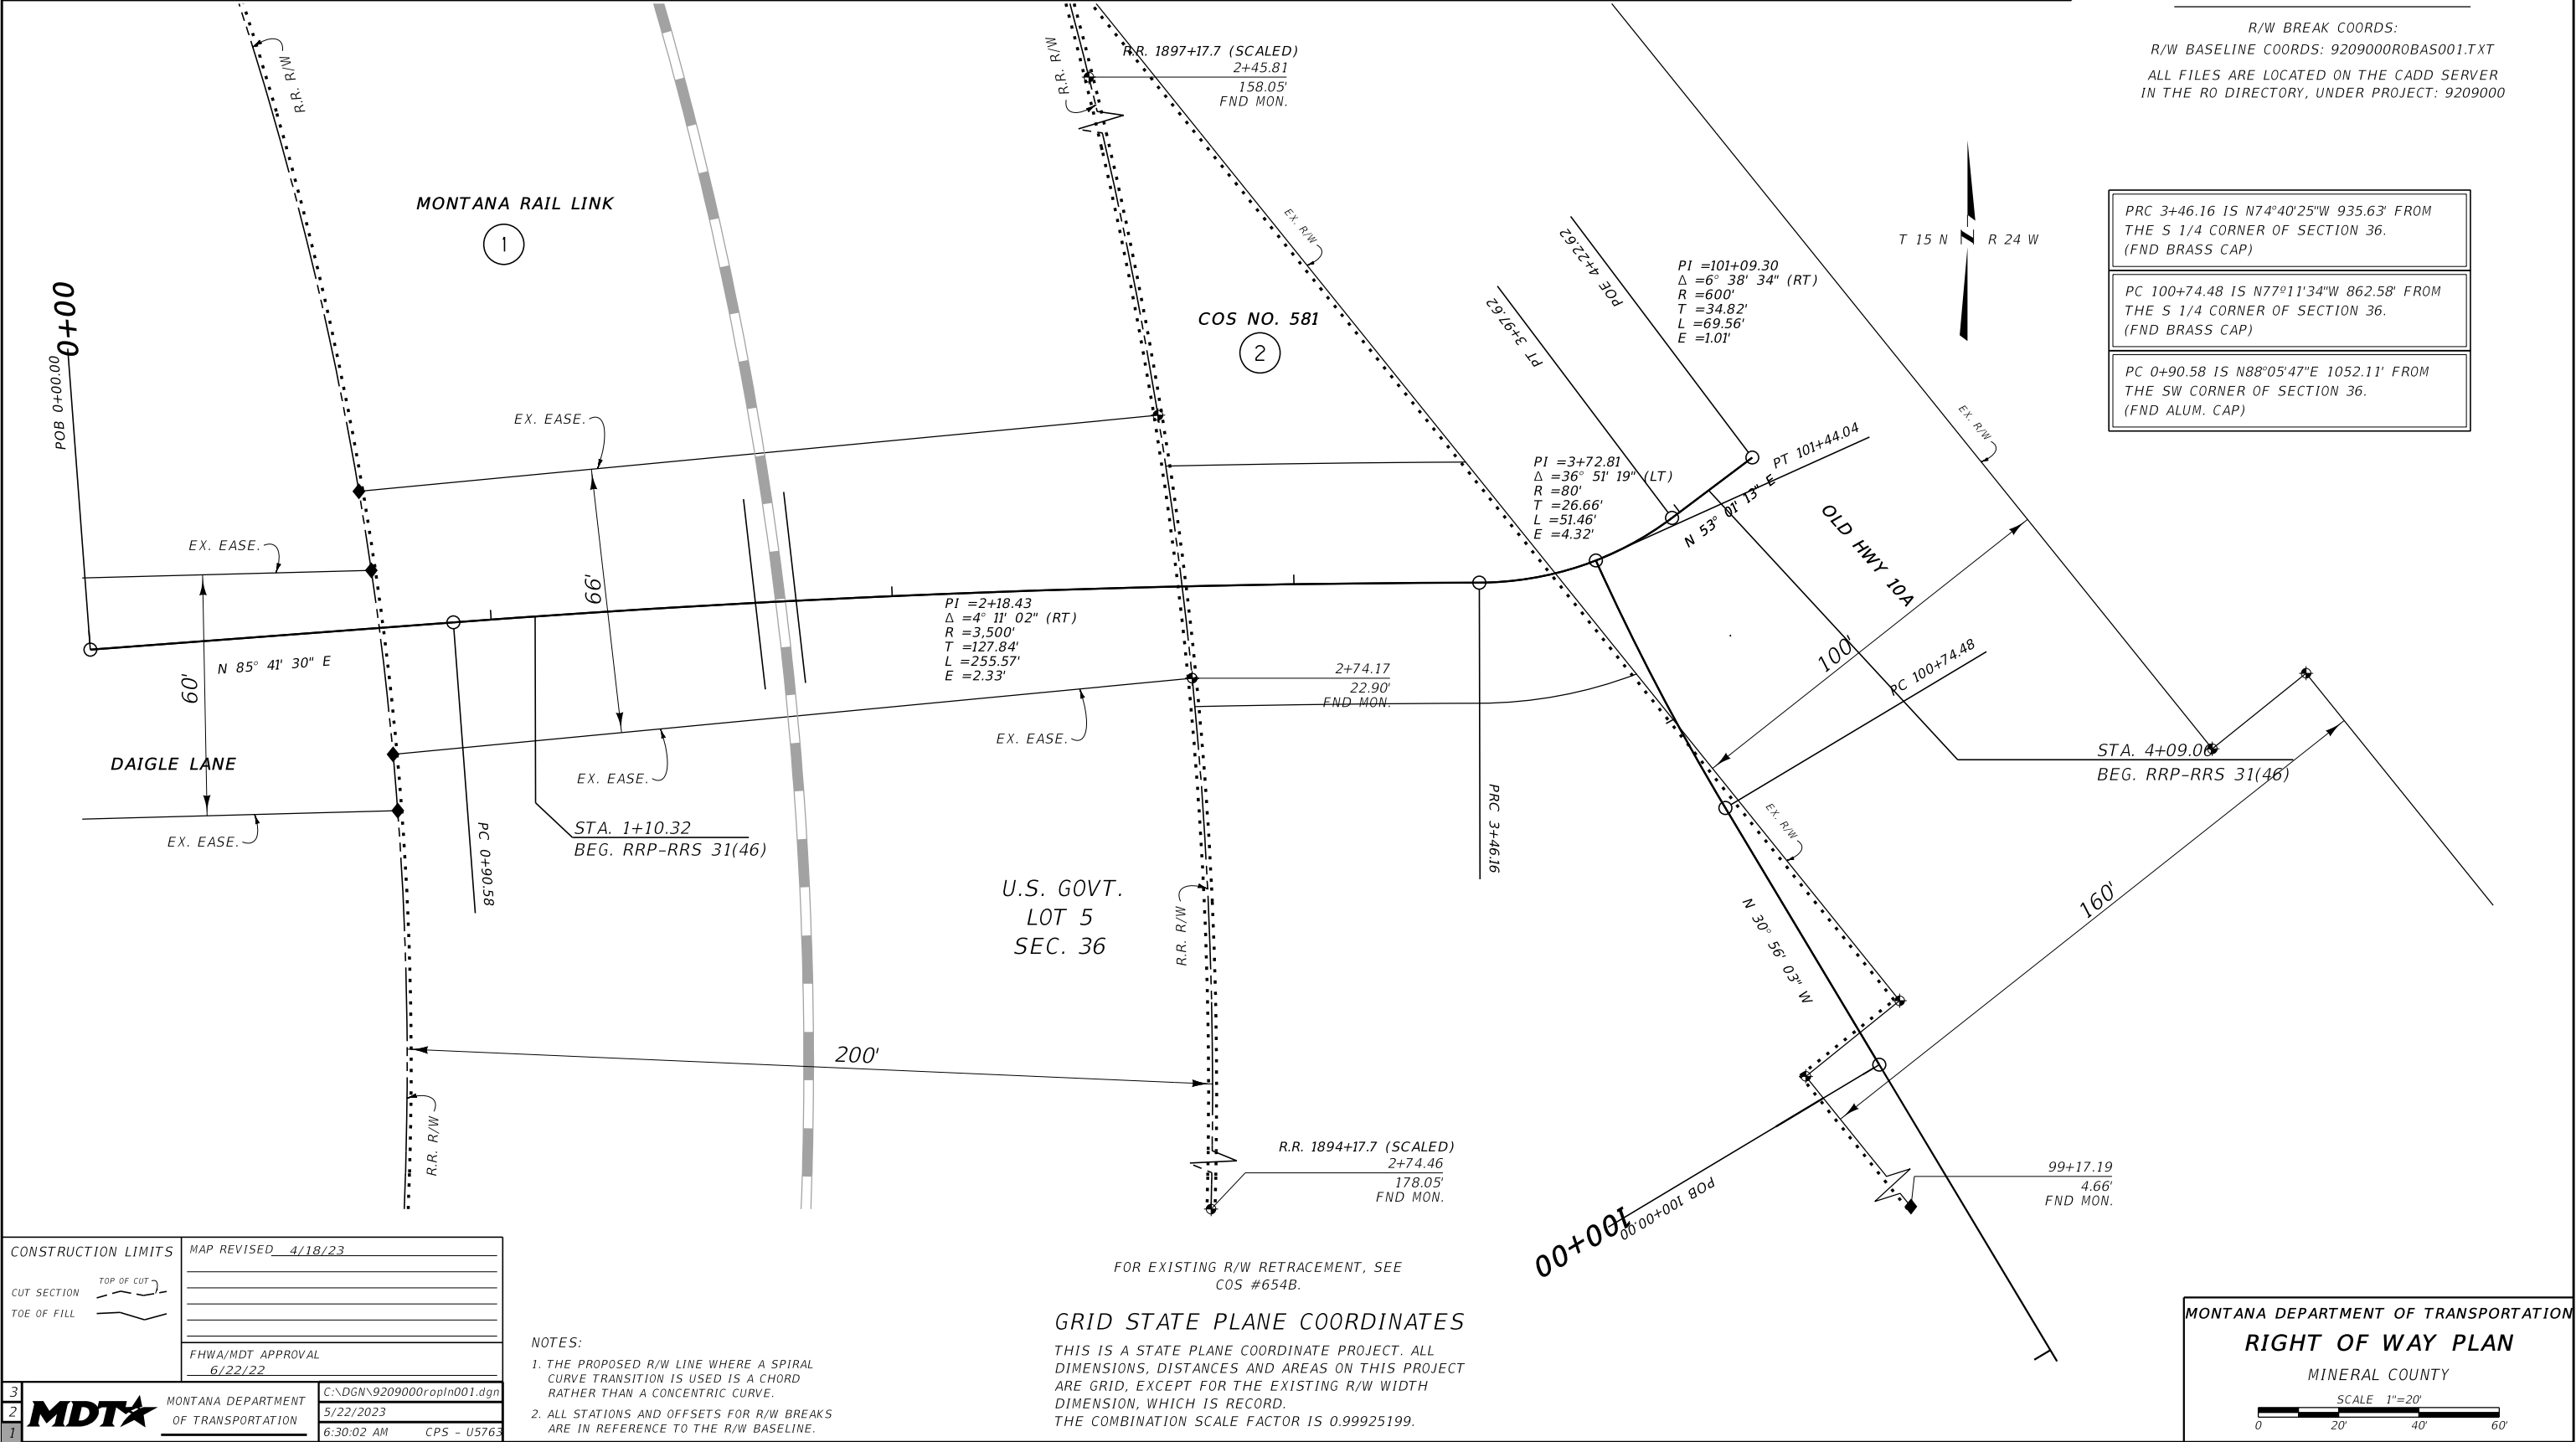 R/W BREAK COORDS:
R/W BASELINE COORDS: 9209000ROBAS001.TXT
ALL FILES ARE LOCATED ON THE CADD SERVER
IN THE RO DIRECTORY, UNDER PROJECT: 9209000
R.R. R/W
R.R. R/W
R.R. 1897+17.7 (SCALED)
2+45.81
158.05'
FND MON.
MONTANA RAIL LINK
1
EX. R/W
POE 4+22.62
PT 3+97.62
PI =101+09.30
Δ =6° 38' 34" (RT)
R =600'
T =34.82'
L =69.56'
E =1.01'
T 15 N
R 24 W
PRC 3+46.16 IS N74°40'25"W 935.63' FROM
THE S 1/4 CORNER OF SECTION 36.
(FND BRASS CAP)
PC 100+74.48 IS N77º11'34"W 862.58' FROM
THE S 1/4 CORNER OF SECTION 36.
(FND BRASS CAP)
PC 0+90.58 IS N88°05'47"E 1052.11' FROM
THE SW CORNER OF SECTION 36.
(FND ALUM. CAP)
0+00
POB 0+00.00
COS NO. 581
2
EX. EASE.
EX. R/W
PT 101+44.04
N 53° 01' 13" E
PI =3+72.81
Δ =36° 51' 19" (LT)
R =80'
T =26.66'
L =51.46'
E =4.32'
OLD HWY 10A
EX. EASE.
66'
PI =2+18.43
Δ =4° 11' 02" (RT)
R =3,500'
T =127.84'
L =255.57'
E =2.33'
N 85° 41' 30" E
60'
2+74.17
22.90'
FND MON.
100'
PC 100+74.48
EX. EASE.
EX. EASE.
DAIGLE LANE
STA. 4+09.06
BEG. RRP-RRS 31(46)
EX. EASE.
PC 0+90.58
STA. 1+10.32
BEG. RRP-RRS 31(46)
PRC 3+46.16
EX. R/W
U.S. GOVT.
LOT 5
SEC. 36
R.R. R/W
N 30° 56' 03" W
160'
200'
R.R. R/W
R.R. 1894+17.7 (SCALED)
2+74.46
178.05'
FND MON.
100+00
POB 100+00.00
99+17.19
4.66'
FND MON.
CONSTRUCTION LIMITS
TOP OF CUT
CUT SECTION
TOE OF FILL
MAP REVISED 4/18/23
FHWA/MDT APPROVAL
6/22/22
3
2
1
MDT
MONTANA DEPARTMENT
OF TRANSPORTATION
C:\DGN\9209000ropln001.dgn
5/22/2023
6:30:02 AM CPS - U5763
NOTES:
1. THE PROPOSED R/W LINE WHERE A SPIRAL
CURVE TRANSITION IS USED IS A CHORD
RATHER THAN A CONCENTRIC CURVE.
2. ALL STATIONS AND OFFSETS FOR R/W BREAKS
ARE IN REFERENCE TO THE R/W BASELINE.
FOR EXISTING R/W RETRACEMENT, SEE
COS #654B.
GRID STATE PLANE COORDINATES
THIS IS A STATE PLANE COORDINATE PROJECT. ALL
DIMENSIONS, DISTANCES AND AREAS ON THIS PROJECT
ARE GRID, EXCEPT FOR THE EXISTING R/W WIDTH
DIMENSION, WHICH IS RECORD.
THE COMBINATION SCALE FACTOR IS 0.99925199.
MONTANA DEPARTMENT OF TRANSPORTATION
RIGHT OF WAY PLAN
MINERAL COUNTY
SCALE 1"=20'
0 20' 40' 60'